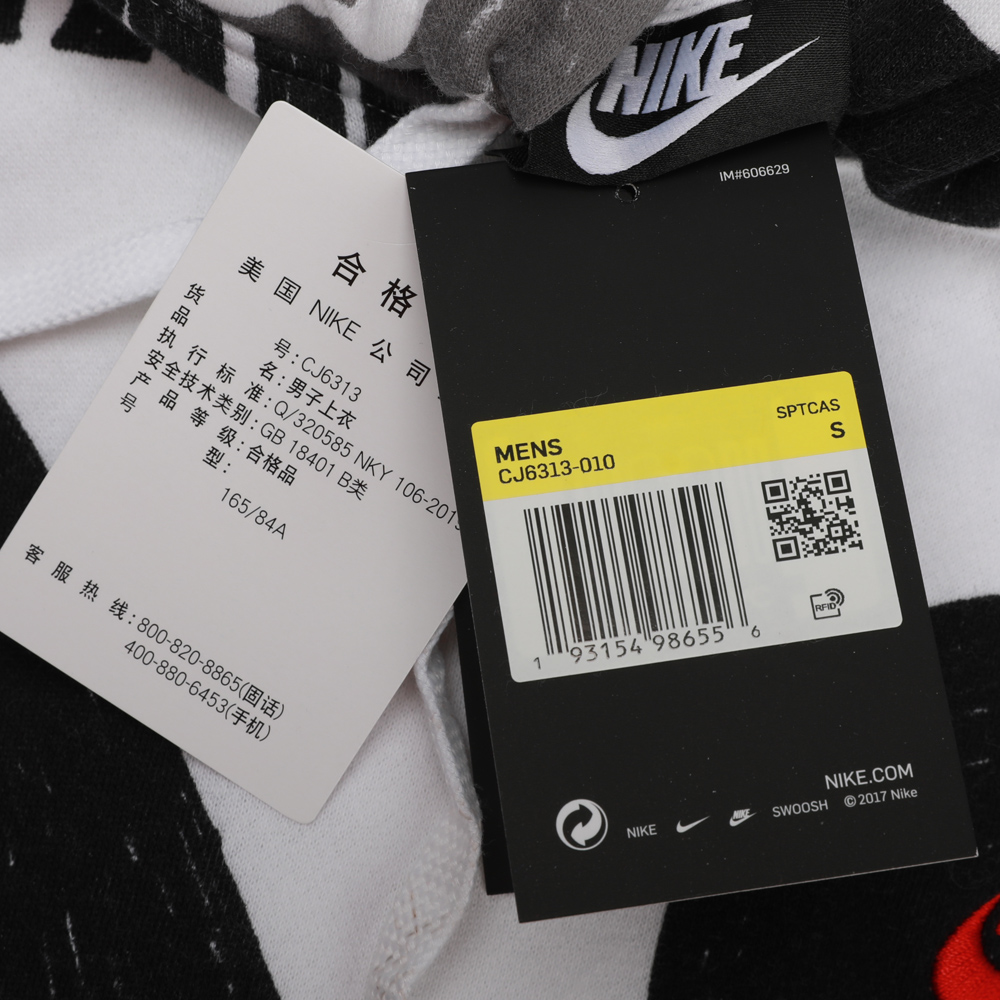 NIKE
合格
美国 NIKE 公司
货号:CJ6313
品名:男子上衣
执行标准:Q/320585 NKY 106-201
安全技术类别:GB 18401 B类
产品等级:合格品
号型:
165/84A
客服热线:800-820-8865(固话)
400-880-6453(手机)
IM#606629
MENS
CJ6313-010
SPTCAS
S
1 93154 98655 6
RFID
NIKE.COM
NIKE NIKE SWOOSH ©2017 Nike